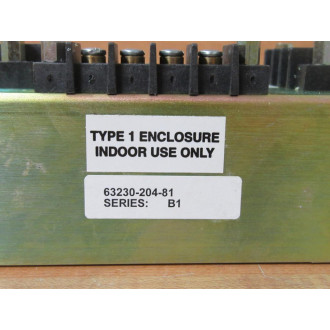 TYPE 1 ENCLOSURE
INDOOR USE ONLY
63230-204-81
SERIES: B1